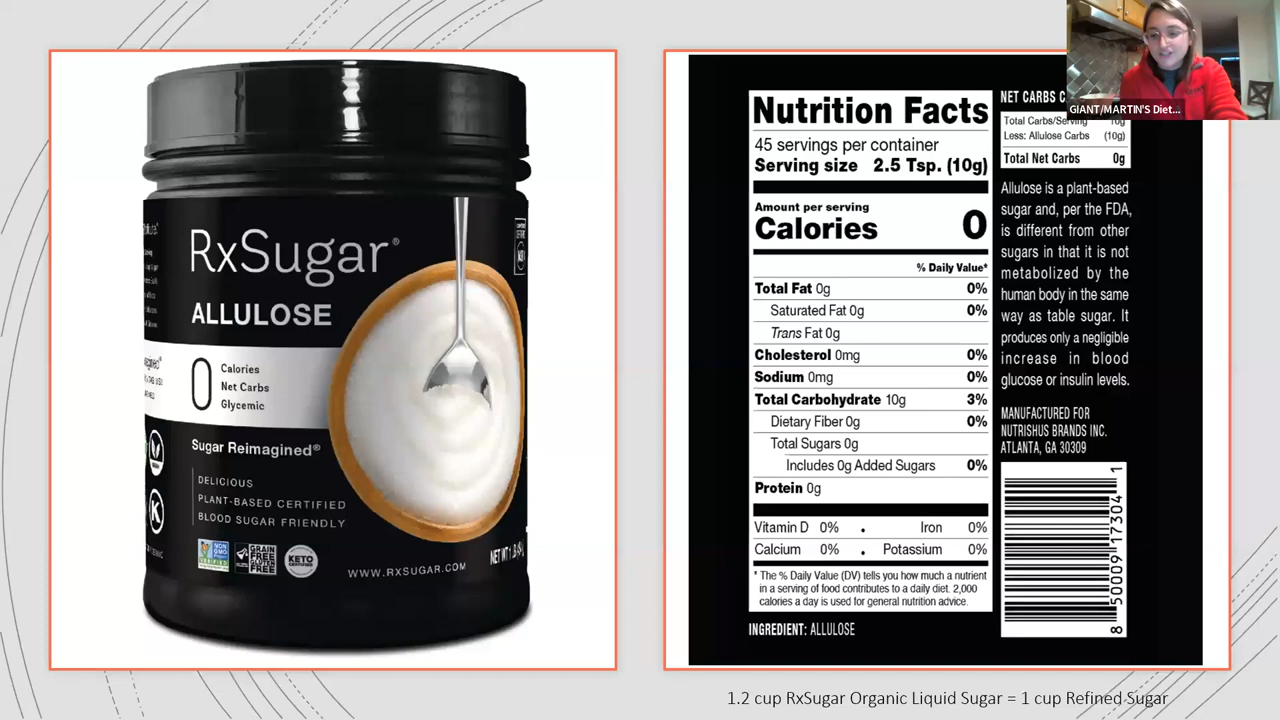 RxSugar®
ALLULOSE
0
Calories
Net Carbs
Glycemic
Sugar Reimagined®
DELICIOUS
PLANT-BASED CERTIFIED
BLOOD SUGAR FRIENDLY
NON
GMO
GRAIN
FREE
GLUTEN
FREE
KETO
CERTIFIED
K
WWW.RXSUGAR.COM
NET WT 1
Nutrition Facts
45 servings per container
Serving size 2.5 Tsp. (10g)
Amount per serving
Calories 0
% Daily Value*
Total Fat 0g 0%
Saturated Fat 0g 0%
Trans Fat 0g
Cholesterol 0mg 0%
Sodium 0mg 0%
Total Carbohydrate 10g 3%
Dietary Fiber 0g 0%
Total Sugars 0g
Includes 0g Added Sugars 0%
Protein 0g
Vitamin D 0% • Iron 0%
Calcium 0% • Potassium 0%
* The % Daily Value (DV) tells you how much a nutrient
in a serving of food contributes to a daily diet. 2,000
calories a day is used for general nutrition advice.
INGREDIENT: ALLULOSE
NET CARBS C
Total Carbs/Serving 10g
Less: Allulose Carbs (10g)
Total Net Carbs 0g
Allulose is a plant-based
sugar and, per the FDA,
is different from other
sugars in that it is not
metabolized by the
human body in the same
way as table sugar. It
produces only a negligible
increase in blood
glucose or insulin levels.
MANUFACTURED FOR
NUTRISHUS BRANDS INC.
ATLANTA, GA 30309
8 50009 17304 1
GIANT/MARTIN'S Diet...
1.2 cup RxSugar Organic Liquid Sugar = 1 cup Refined Sugar